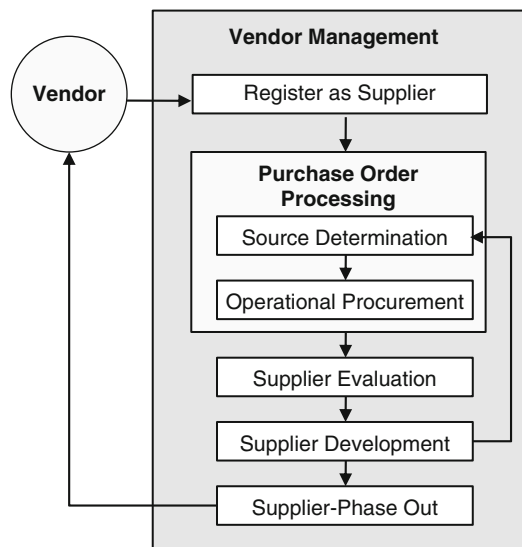 Vendor Management
Vendor
Register as Supplier
Purchase Order
Processing
Source Determination
Operational Procurement
Supplier Evaluation
Supplier Development
Supplier-Phase Out